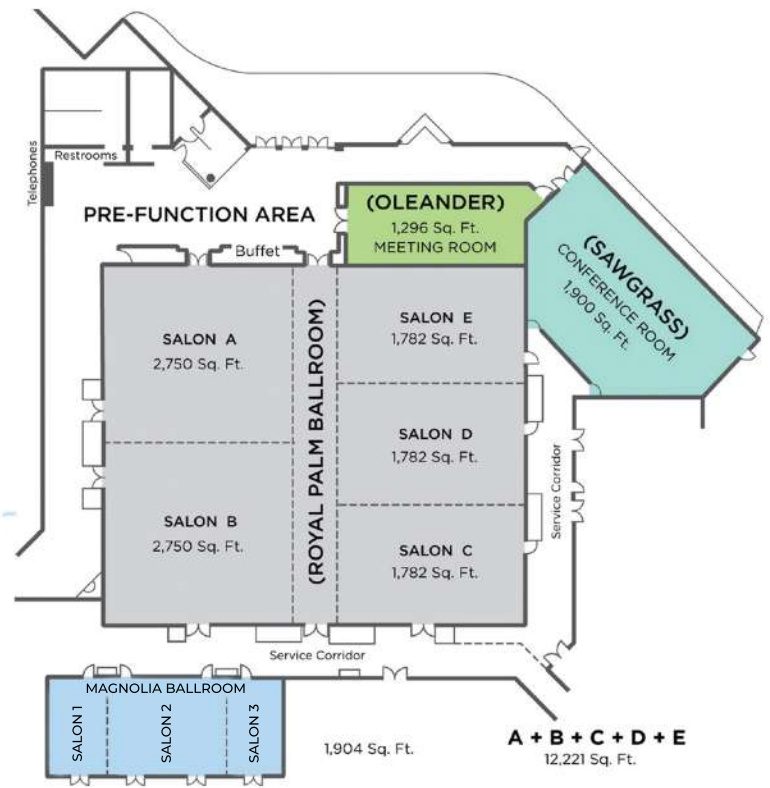 Telephones
Restrooms
PRE-FUNCTION AREA
Buffet
(OLEANDER)
1,296 Sq. Ft.
MEETING ROOM
(SAWGRASS)
CONFERENCE ROOM
1,900 Sq. Ft.
SALON A
2,750 Sq. Ft.
SALON B
2,750 Sq. Ft.
(ROYAL PALM BALLROOM)
SALON E
1,782 Sq. Ft.
SALON D
1,782 Sq. Ft.
SALON C
1,782 Sq. Ft.
Service Corridor
Service Corridor
MAGNOLIA BALLROOM
SALON 1
SALON 2
SALON 3
1,904 Sq. Ft.
A + B + C + D + E
12,221 Sq. Ft.